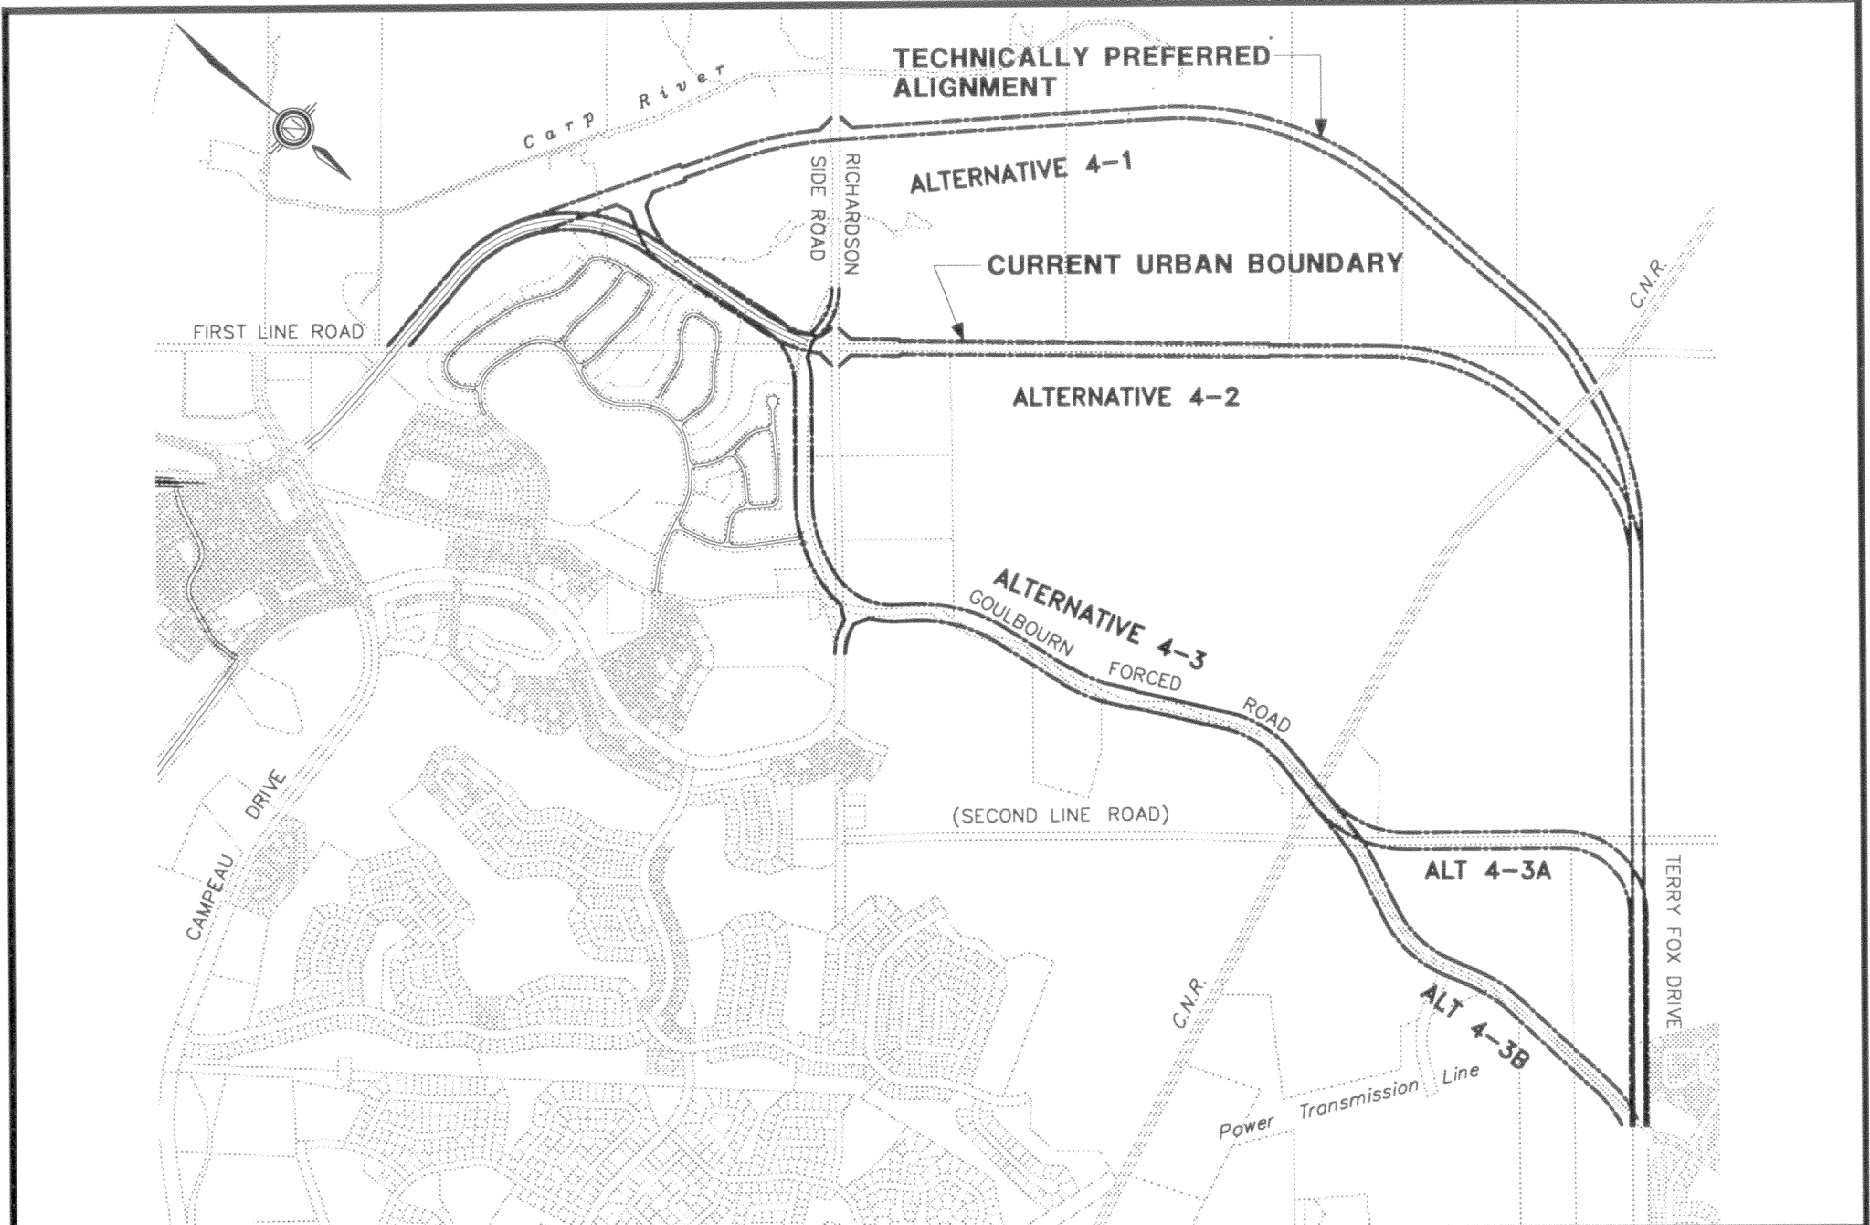 TECHNICALLY PREFERRED
ALIGNMENT
Carp River
N
RICHARDSON
SIDE ROAD
ALTERNATIVE 4-1
CURRENT URBAN BOUNDARY
C.N.R.
FIRST LINE ROAD
ALTERNATIVE 4-2
ALTERNATIVE 4-3
GOULBOURN FORCED ROAD
(SECOND LINE ROAD)
CAMPEAU DRIVE
ALT 4-3A
TERRY FOX DRIVE
C.N.R.
ALT 4-3B
Power Transmission Line